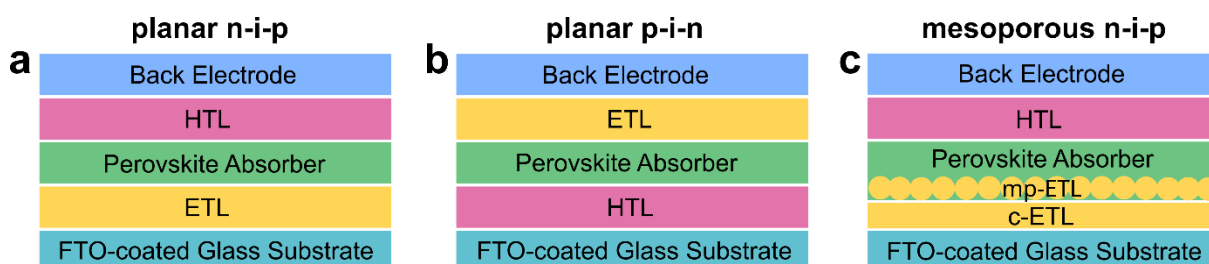 planar n-i-p
a
Back Electrode
HTL
Perovskite Absorber
ETL
FTO-coated Glass Substrate
planar p-i-n
b
Back Electrode
ETL
Perovskite Absorber
HTL
FTO-coated Glass Substrate
mesoporous n-i-p
c
Back Electrode
HTL
Perovskite Absorber
mp-ETL
c-ETL
FTO-coated Glass Substrate